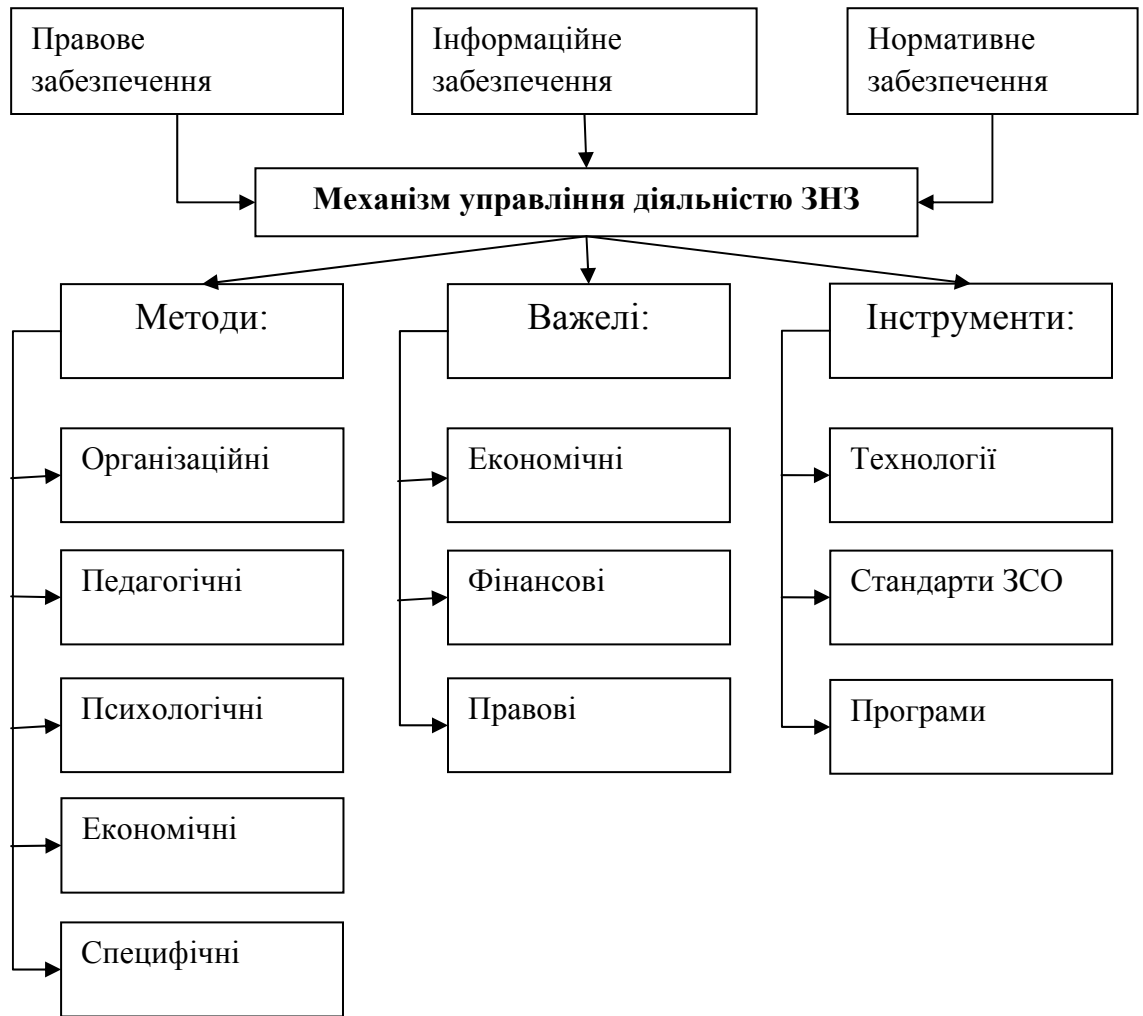 Правове
забезпечення
Інформаційне
забезпечення
Нормативне
забезпечення
Механізм управління діяльністю ЗНЗ
Методи:
Організаційні
Педагогічні
Психологічні
Економічні
Специфічні
Важелі:
Економічні
Фінансові
Правові
Інструменти:
Технології
Стандарти ЗСО
Програми